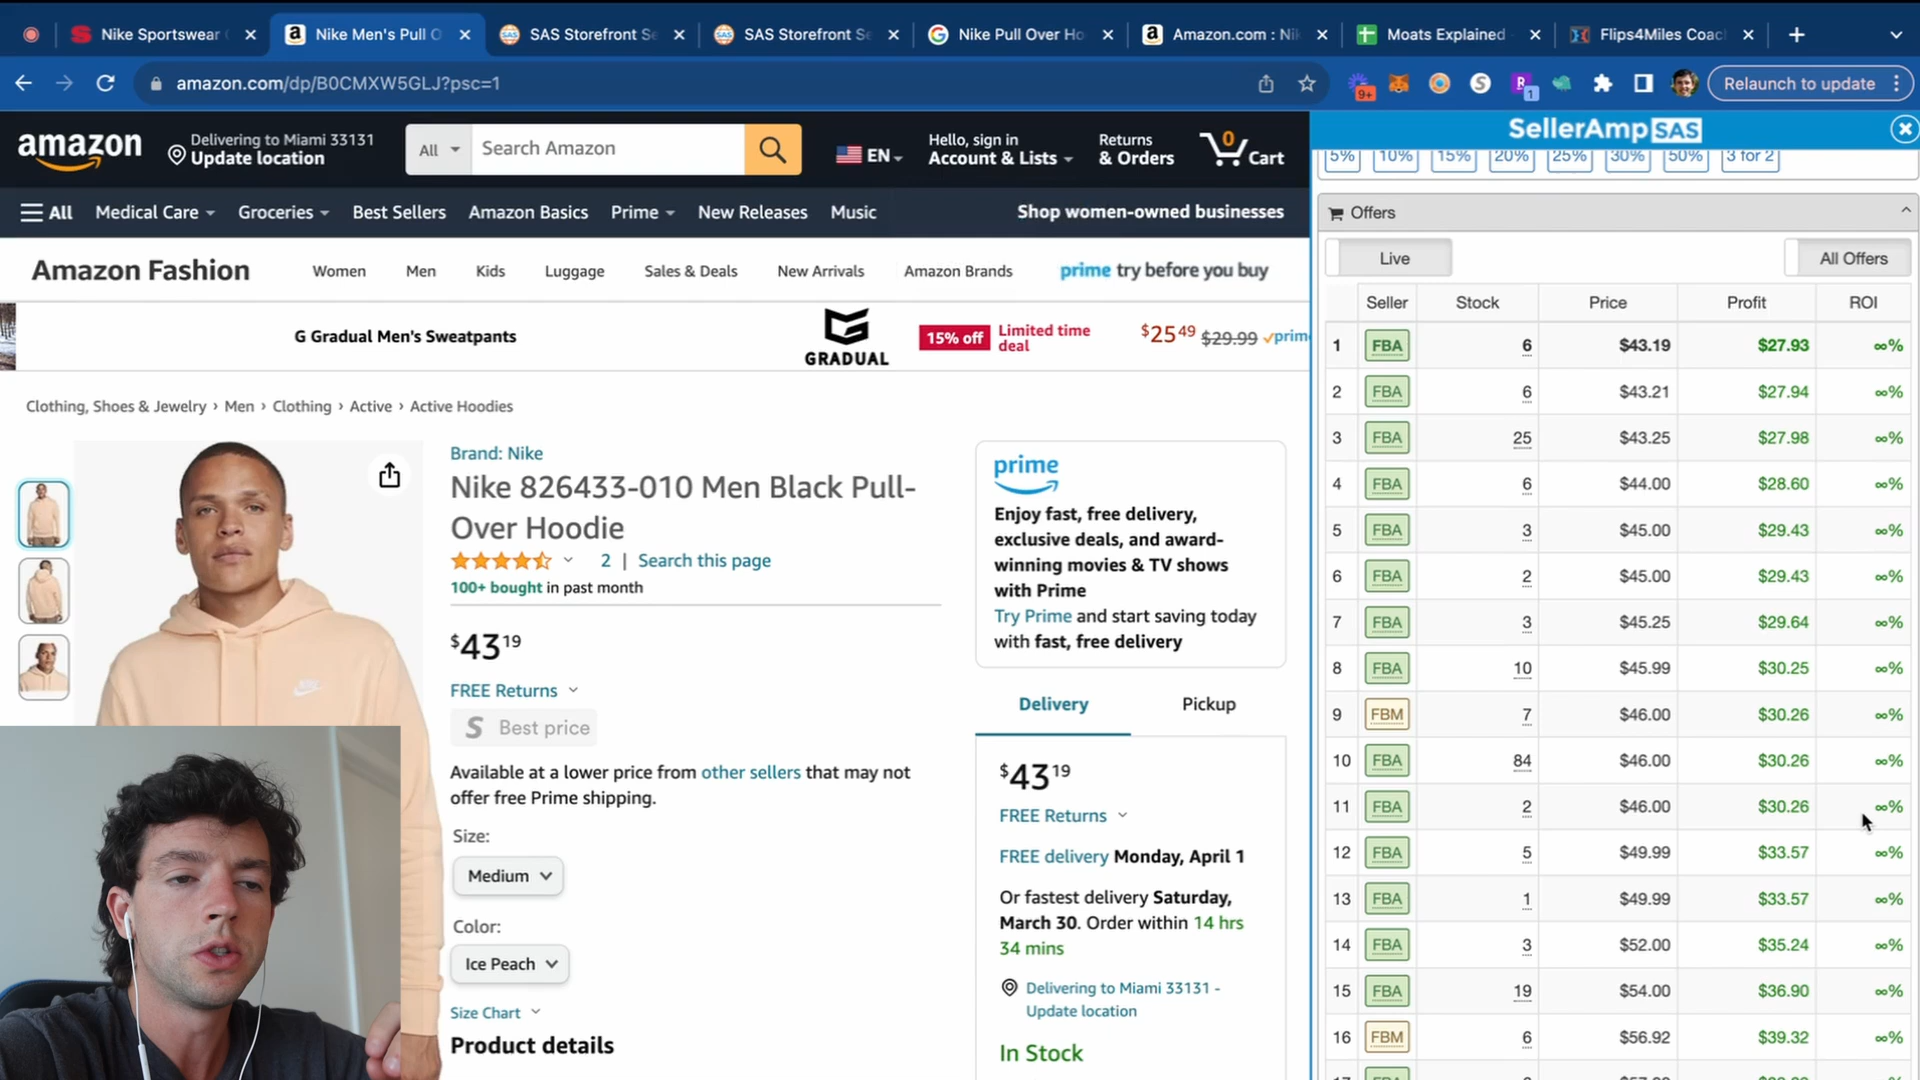 Nike Sportswear
Nike Men's Pull O
SAS Storefront Se
SAS Storefront Se
Nike Pull Over Ho
Amazon.com : Nik
Moats Explained
Flips4Miles Coac
amazon.com/dp/B0CMXW5GLJ?psc=1
9+
1
Relaunch to update
amazon
Delivering to Miami 33131
Update location
All
Search Amazon
EN
Hello, sign in
Account & Lists
Returns
& Orders
0
Cart
All
Medical Care
Groceries
Best Sellers
Amazon Basics
Prime
New Releases
Music
Shop women-owned businesses
Amazon Fashion
Women
Men
Kids
Luggage
Sales & Deals
New Arrivals
Amazon Brands
prime try before you buy
G Gradual Men's Sweatpants
GRADUAL
15% off
Limited time
deal
$25 49 $29.99 prim
Clothing, Shoes & Jewelry › Men › Clothing › Active › Active Hoodies
Brand: Nike
Nike 826433-010 Men Black Pull-
Over Hoodie
2 | Search this page
100+ bought in past month
$43 19
FREE Returns
S Best price
Available at a lower price from other sellers that may not
offer free Prime shipping.
Size:
Medium
Color:
Ice Peach
Size Chart
Product details
prime
Enjoy fast, free delivery,
exclusive deals, and award-
winning movies & TV shows
with Prime
Try Prime and start saving today
with fast, free delivery
Delivery
Pickup
$43 19
FREE Returns
FREE delivery Monday, April 1
Or fastest delivery Saturday,
March 30. Order within 14 hrs
34 mins
Delivering to Miami 33131 -
Update location
In Stock
SellerAmp SAS
5% 10% 15% 20% 25% 30% 50% 3 for 2
Offers
Live
All Offers
Seller Stock Price Profit ROI
1 FBA 6 $43.19 $27.93 ∞%
2 FBA 6 $43.21 $27.94 ∞%
3 FBA 25 $43.25 $27.98 ∞%
4 FBA 6 $44.00 $28.60 ∞%
5 FBA 3 $45.00 $29.43 ∞%
6 FBA 2 $45.00 $29.43 ∞%
7 FBA 3 $45.25 $29.64 ∞%
8 FBA 10 $45.99 $30.25 ∞%
9 FBM 7 $46.00 $30.26 ∞%
10 FBA 84 $46.00 $30.26 ∞%
11 FBA 2 $46.00 $30.26 ∞%
12 FBA 5 $49.99 $33.57 ∞%
13 FBA 1 $49.99 $33.57 ∞%
14 FBA 3 $52.00 $35.24 ∞%
15 FBA 19 $54.00 $36.90 ∞%
16 FBM 6 $56.92 $39.32 ∞%